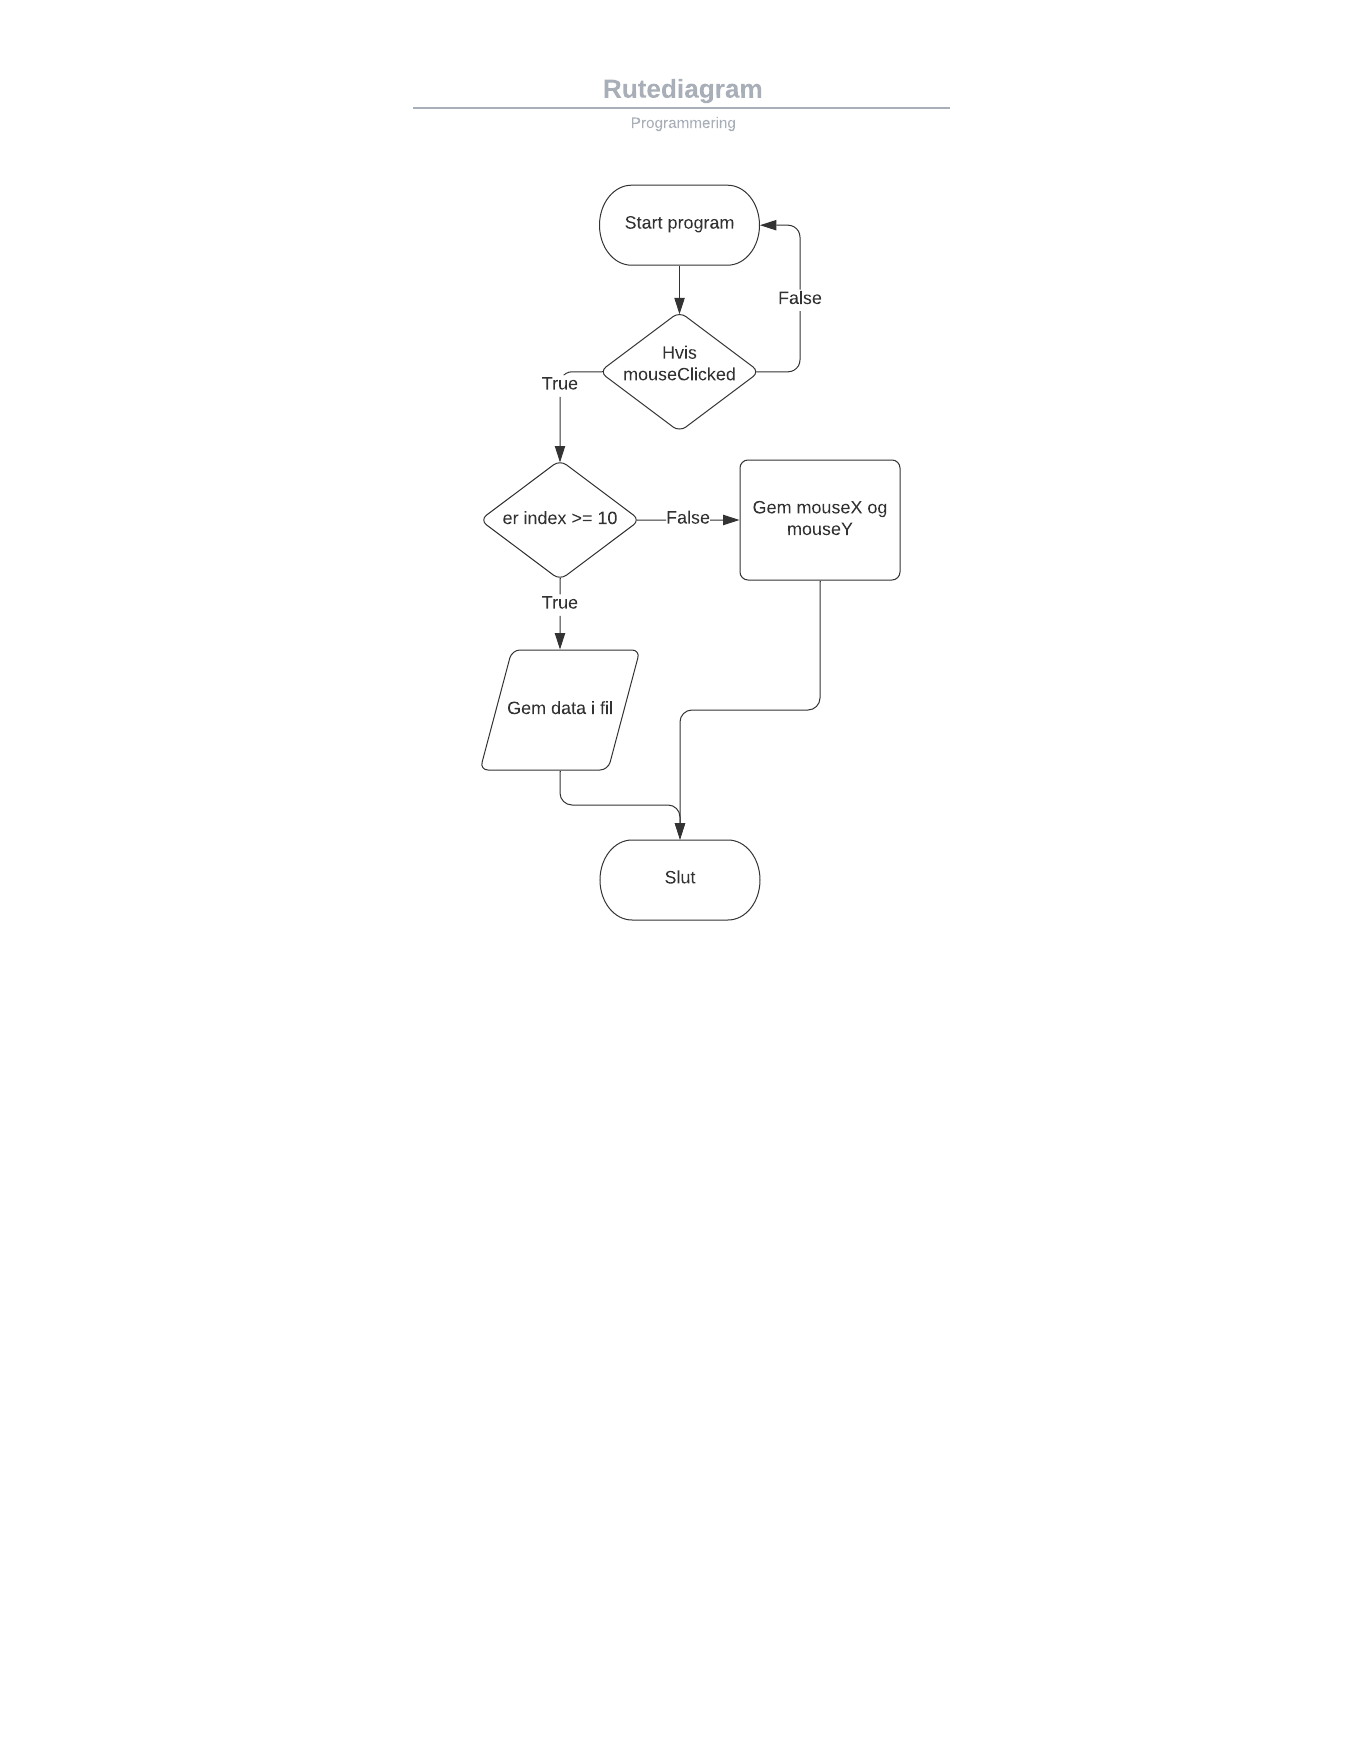 Rutediagram
Programmering
Start program
False
Hvis
mouseClicked
True
er index >= 10
False
Gem mouseX og
mouseY
True
Gem data i fil
Slut